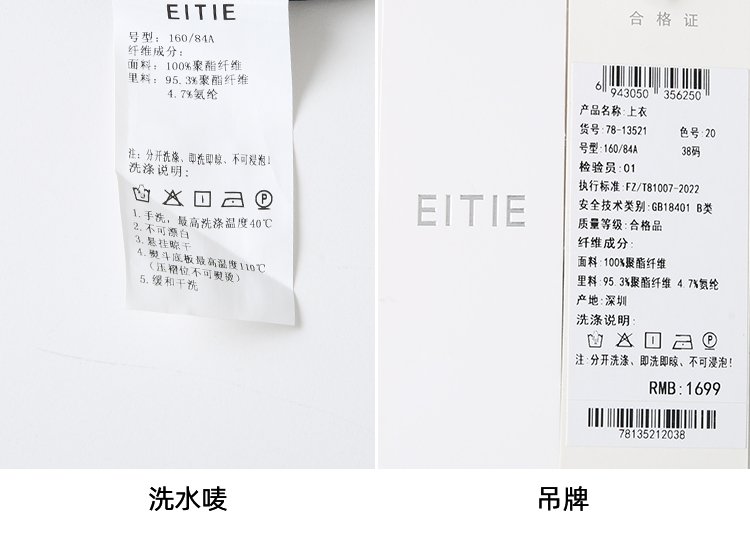 EITIE
号型: 160/84A
纤维成分:
面料: 100%聚酯纤维
里料: 95.3%聚酯纤维
4.7%氨纶
注: 分开洗涤、即洗即晾、不可浸泡!
洗涤说明:
1.手洗，最高洗涤温度40℃
2.不可漂白
3.悬挂晾干
4.熨斗底板最高温度110℃
(压褶位不可熨烫)
5.缓和干洗
EITIE
合格证
6 943050 356250
产品名称:上衣
货号:78-13521 色号:20
号型:160/84A 38码
检验员:01
执行标准:FZ/T81007-2022
安全技术类别:GB18401 B类
质量等级:合格品
纤维成分:
面料:100%聚酯纤维
里料:95.3%聚酯纤维 4.7%氨纶
产地:深圳
洗涤说明:
注:分开洗涤、即洗即晾、不可浸泡!
RMB:1699
78135212038
洗水唛
吊牌